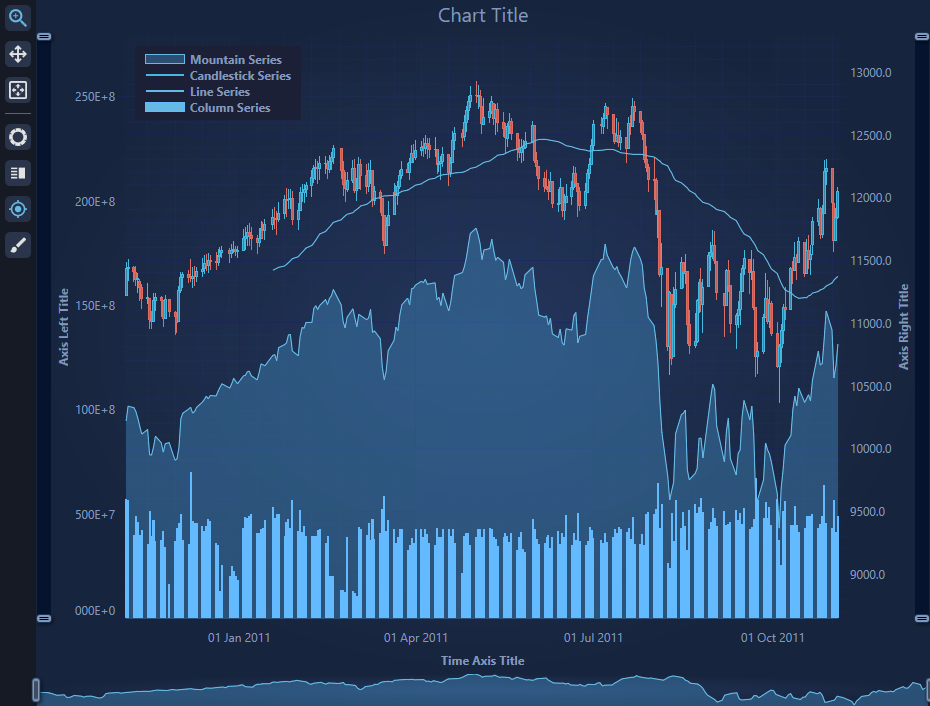 Chart Title
Mountain Series
Candlestick Series
Line Series
Column Series
250E+8
200E+8
150E+8
100E+8
500E+7
000E+0
Axis Left Title
13000.0
12500.0
12000.0
11500.0
11000.0
10500.0
10000.0
9500.0
9000.0
Axis Right Title
01 Jan 2011
01 Apr 2011
01 Jul 2011
01 Oct 2011
Time Axis Title